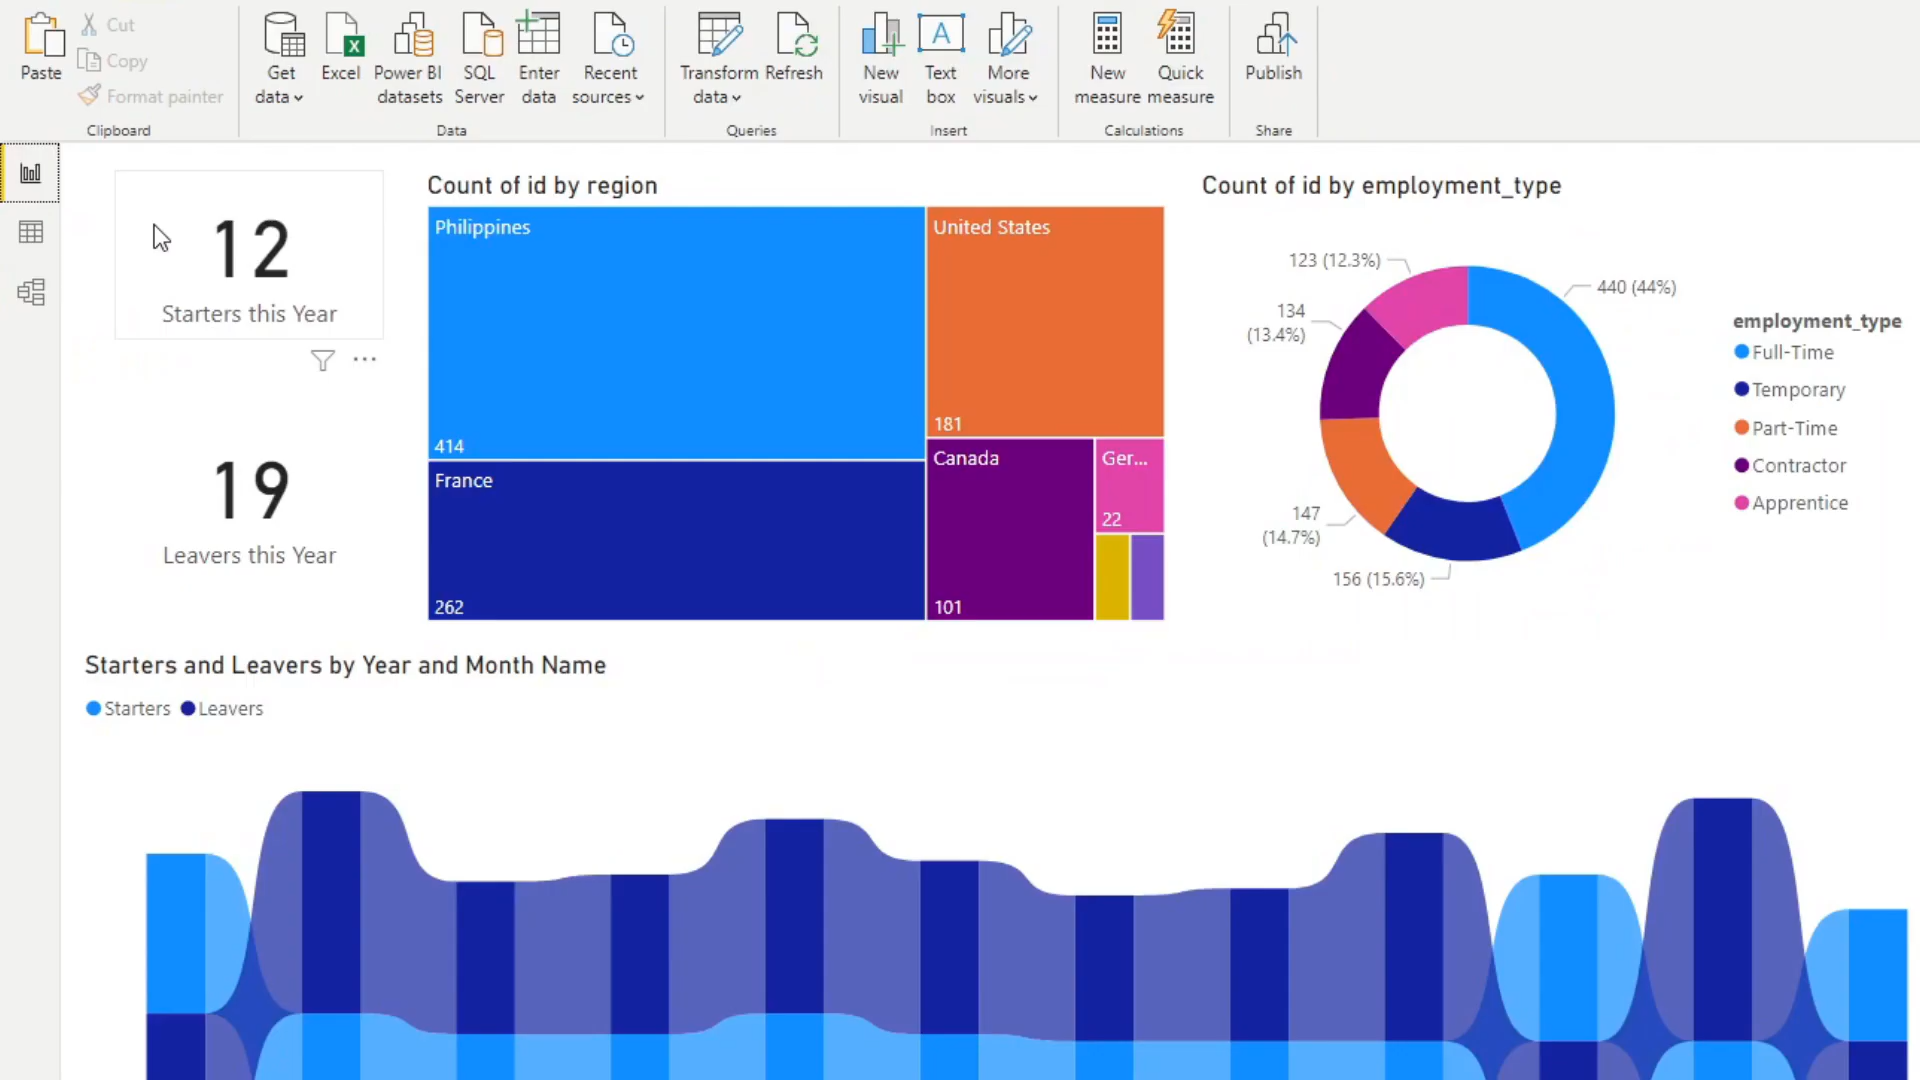 Paste
Cut
Copy
Format painter
Clipboard
Get
data
Excel
Power BI
datasets
SQL
Server
Enter
data
Recent
sources
Data
Transform
data
Refresh
Queries
New
visual
Text
box
More
visuals
Insert
New
measure
Quick
measure
Calculations
Publish
Share
12
Starters this Year
19
Leavers this Year
Count of id by region
Philippines
414
France
262
United States
181
Canada
101
Ger...
22
Count of id by employment_type
123 (12.3%)
440 (44%)
134
(13.4%)
147
(14.7%)
156 (15.6%)
employment_type
Full-Time
Temporary
Part-Time
Contractor
Apprentice
Starters and Leavers by Year and Month Name
Starters
Leavers